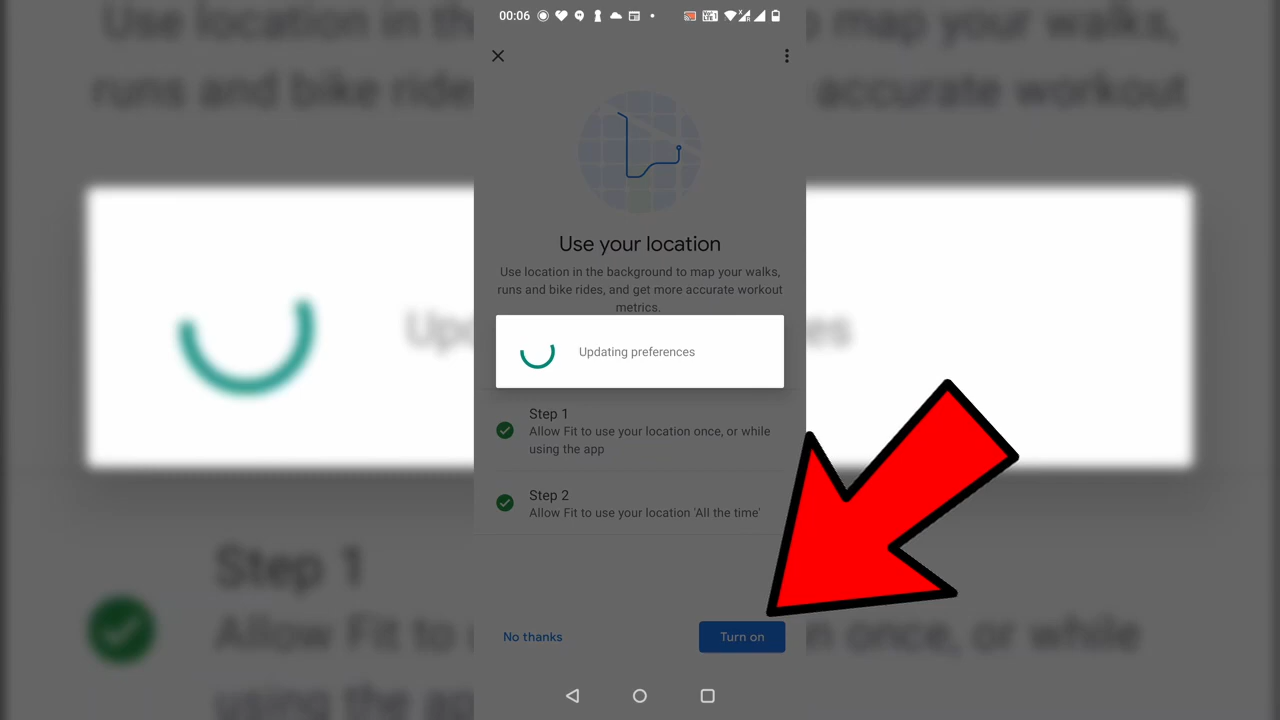 00:06
Use your location
Use location in the background to map your walks,
runs and bike rides, and get more accurate workout
metrics.
Updating preferences
Step 1
Allow Fit to use your location once, or while
using the app
Step 2
Allow Fit to use your location 'All the time'
No thanks
Turn on